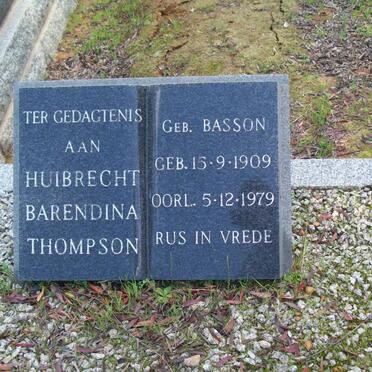 TER GEDAGTENIS
AAN
HUIBRECHT
BARENDINA
THOMPSON
GEB. BASSON
GEB. 15-9-1909
OORL. 5-12-1979
RUS IN VREDE